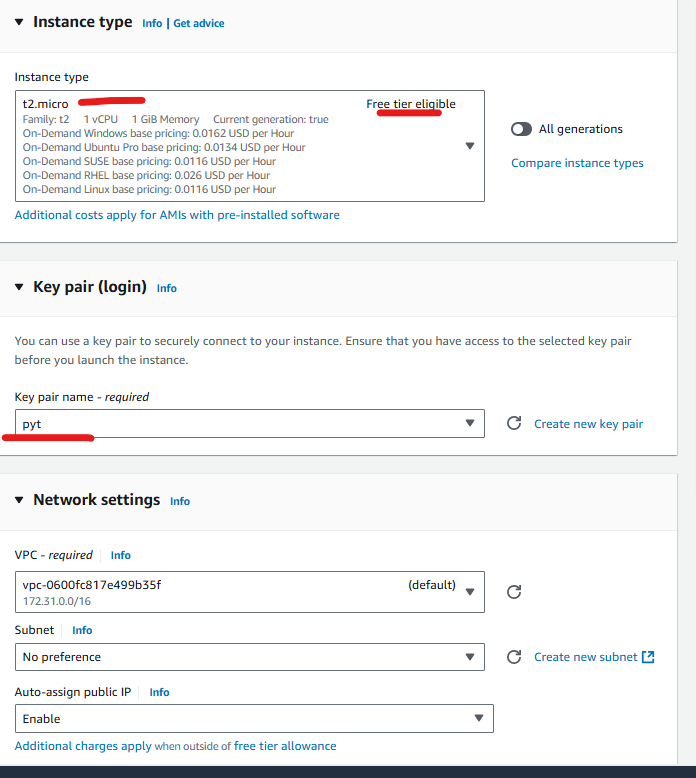 Instance type Info | Get advice
Instance type
t2.micro Free tier eligible
Family: t2 1 vCPU 1 GiB Memory Current generation: true
On-Demand Windows base pricing: 0.0162 USD per Hour
On-Demand Ubuntu Pro base pricing: 0.0134 USD per Hour
On-Demand SUSE base pricing: 0.0116 USD per Hour
On-Demand RHEL base pricing: 0.026 USD per Hour
On-Demand Linux base pricing: 0.0116 USD per Hour
All generations
Compare instance types
Additional costs apply for AMIs with pre-installed software
Key pair (login) Info
You can use a key pair to securely connect to your instance. Ensure that you have access to the selected key pair
before you launch the instance.
Key pair name - required
pyt
Create new key pair
Network settings Info
VPC - required Info
vpc-0600fc817e499b35f (default)
172.31.0.0/16
Subnet Info
No preference
Create new subnet
Auto-assign public IP Info
Enable
Additional charges apply when outside of free tier allowance